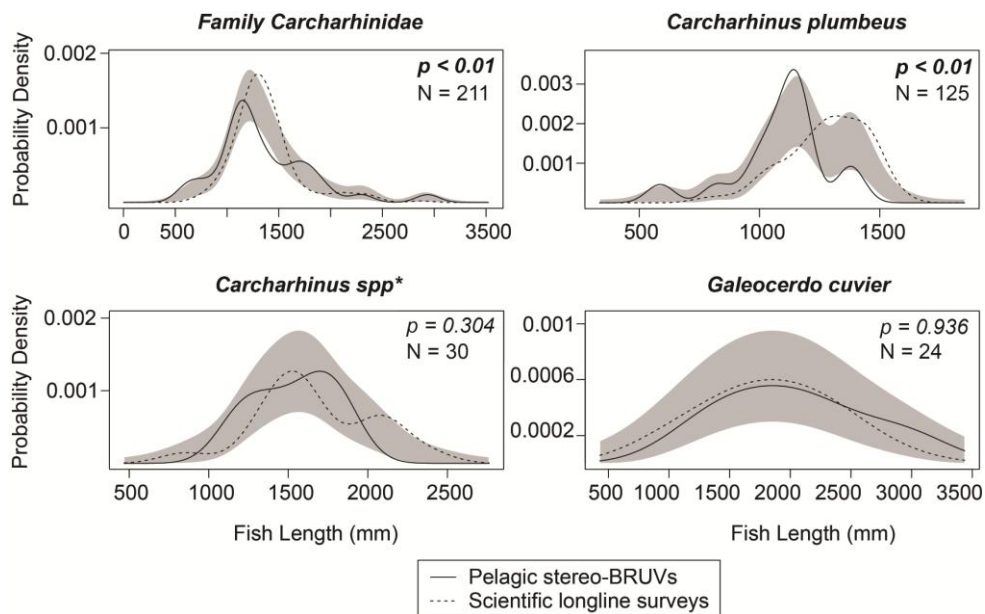 Family Carcharhinidae
Probability Density
0.002
0.001
p < 0.01
N = 211
0 500 1000 1500 2000 2500 3000 3500
Carcharhinus plumbeus
0.003
0.002
0.001
p < 0.01
N = 125
500 1000 1500
Carcharhinus spp*
Probability Density
0.002
0.001
p = 0.304
N = 30
500 1000 1500 2000 2500
Fish Length (mm)
Galeocerdo cuvier
0.001
0.0006
0.0002
p = 0.936
N = 24
500 1000 1500 2000 2500 3000 3500
Fish Length (mm)
Pelagic stereo-BRUVs
Scientific longline surveys